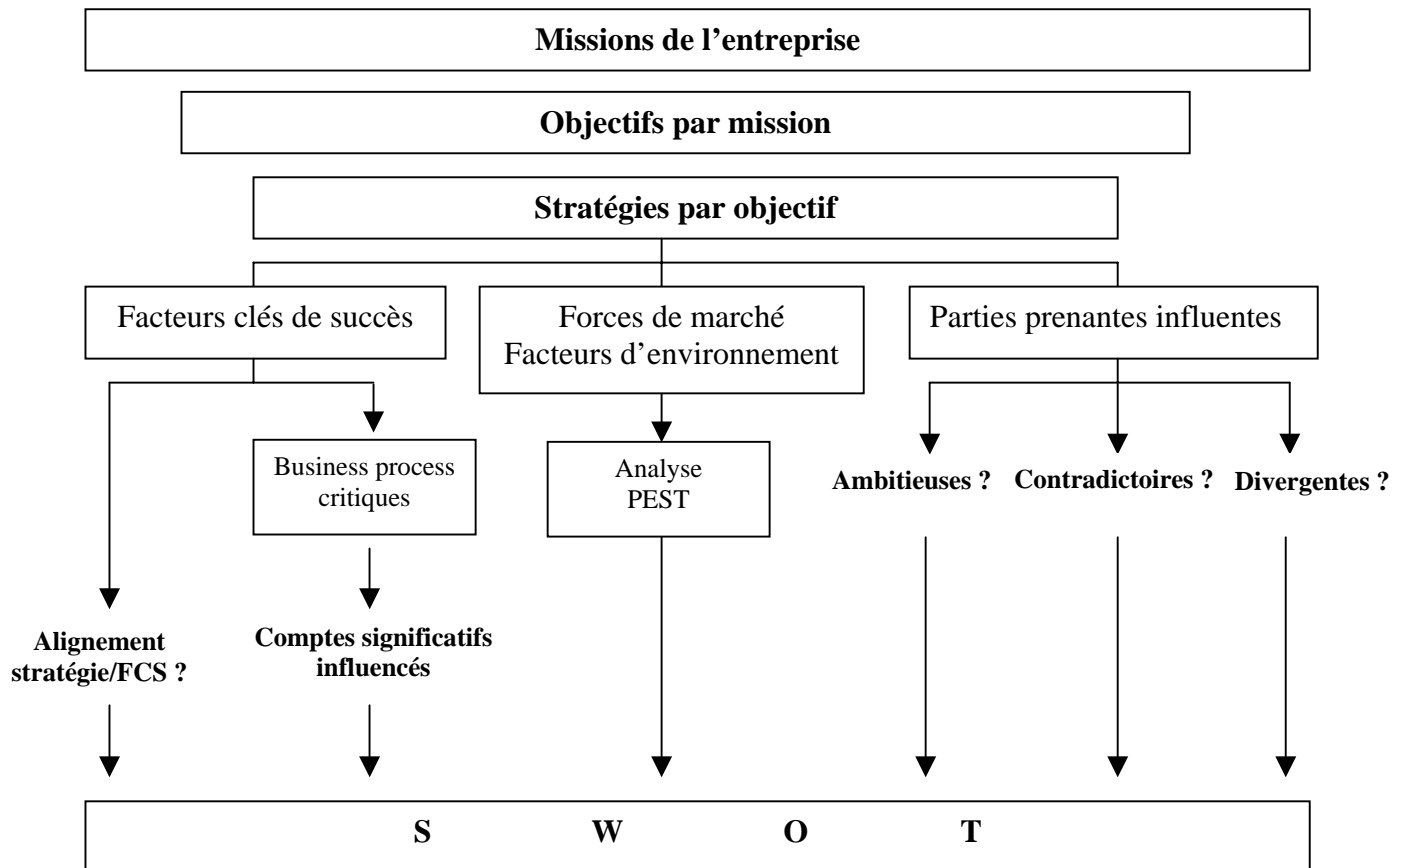 Missions de l’entreprise
Objectifs par mission
Stratégies par objectif
Facteurs clés de succès
Forces de marché
Facteurs d’environnement
Parties prenantes influentes
Business process
critiques
Analyse
PEST
Ambitieuses ?
Contradictoires ?
Divergentes ?
Alignement
stratégie/FCS ?
Comptes significatifs
influencés
S W O T